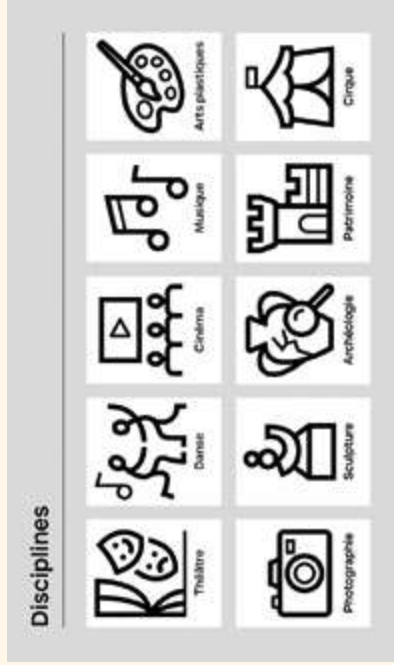 Disciplines
Théâtre
Danse
Cinéma
Musique
Arts plastiques
Photographie
Sculpture
Archéologie
Patrimoine
Cirque